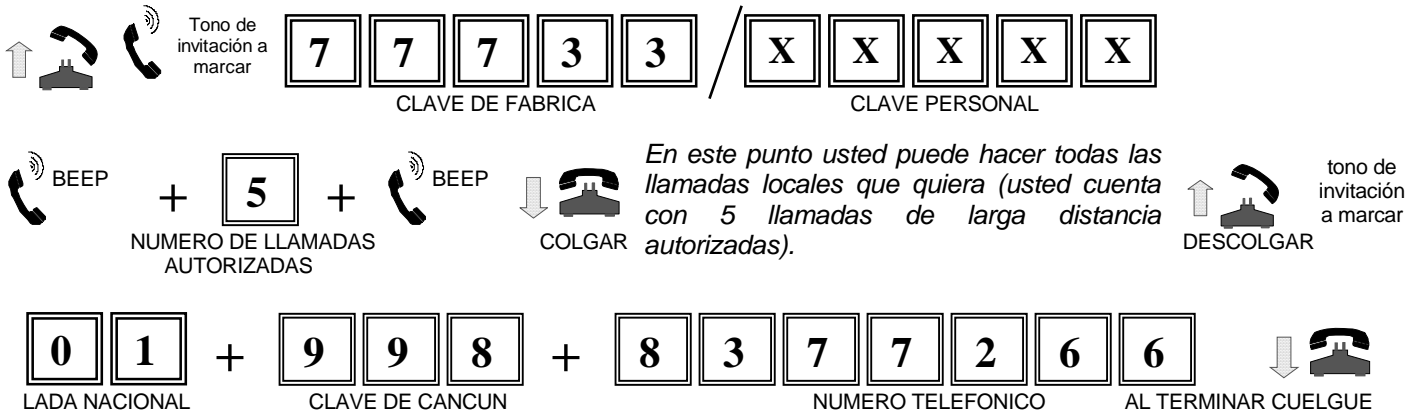 Tono de
invitación a
marcar
7 7 7 3 3 / X X X X X
CLAVE DE FABRICA
CLAVE PERSONAL
BEEP + 5 + BEEP
NUMERO DE LLAMADAS
AUTORIZADAS
COLGAR
En este punto usted puede hacer todas las
llamadas locales que quiera (usted cuenta
con 5 llamadas de larga distancia
autorizadas).
DESCOLGAR
tono de
invitación
a marcar
0 1 + 9 9 8 + 8 3 7 7 2 6 6
LADA NACIONAL
CLAVE DE CANCUN
NUMERO TELEFONICO
AL TERMINAR CUELGUE